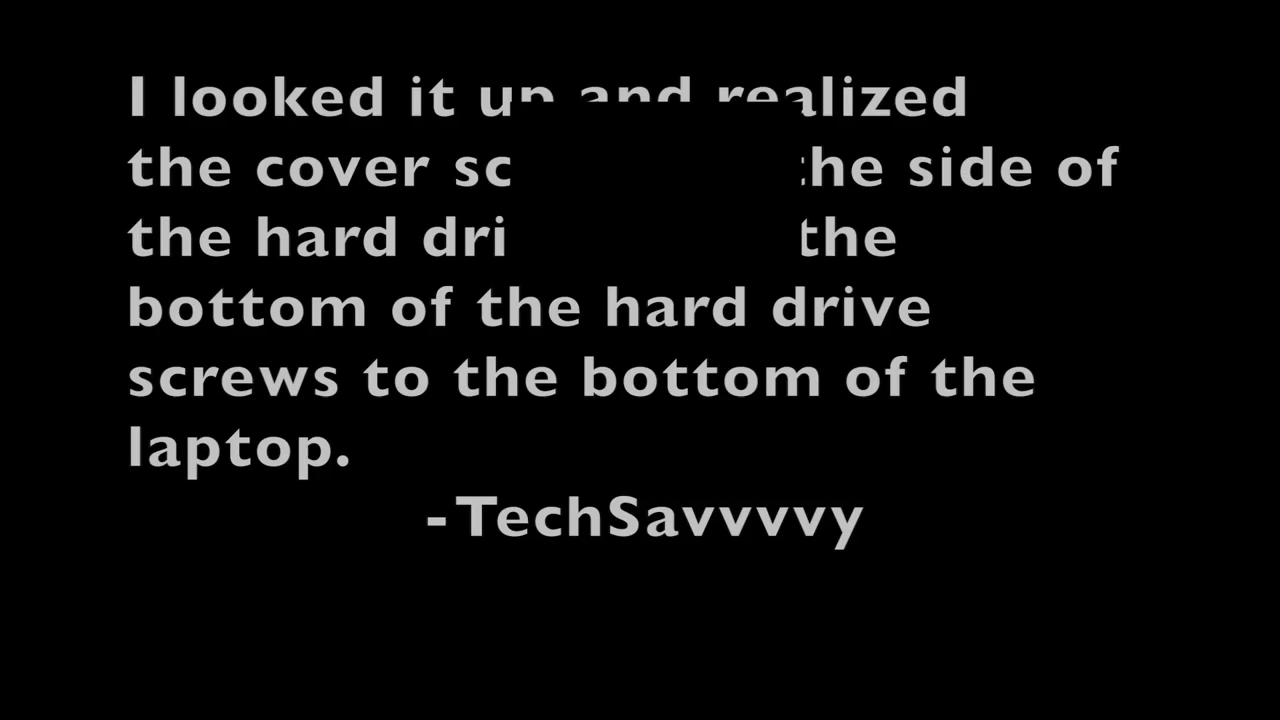 I looked it up and realized
the cover sc the side of
the hard dri the
bottom of the hard drive
screws to the bottom of the
laptop.
-TechSavvvvy